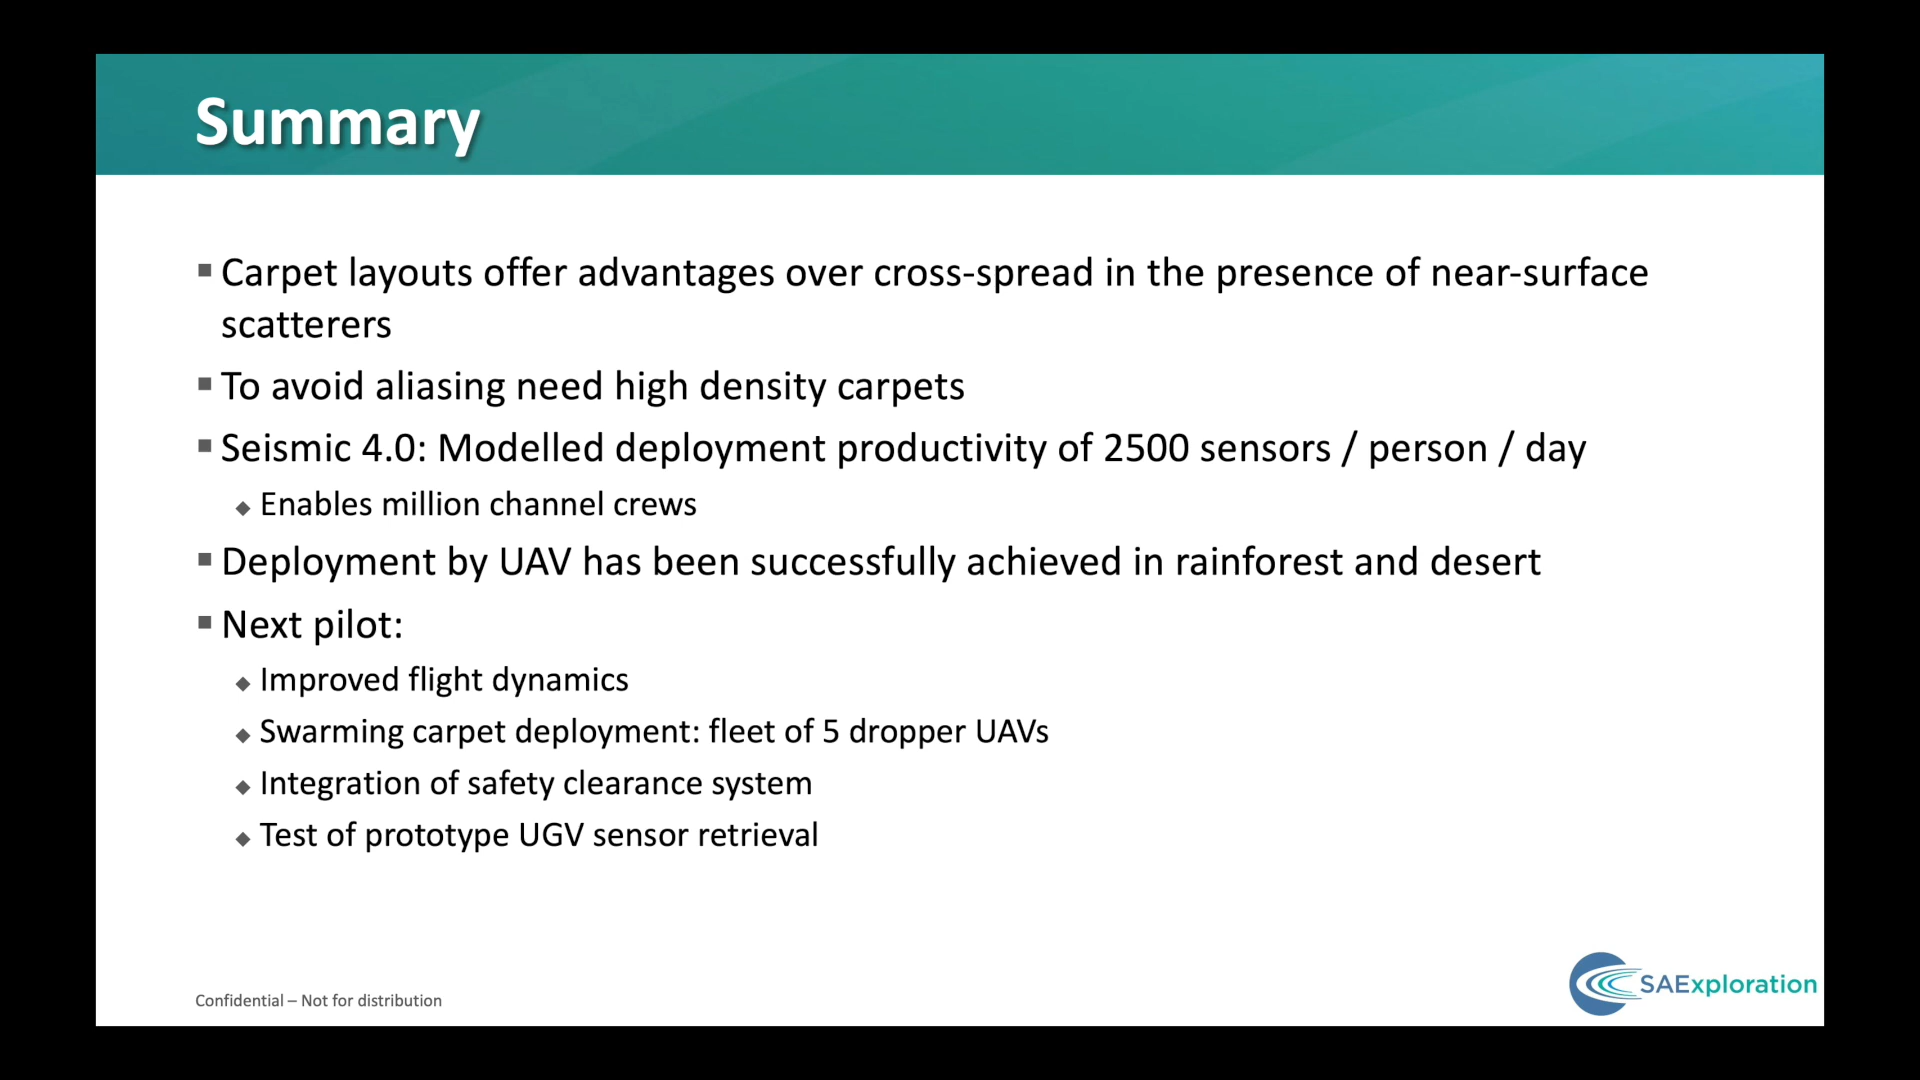 Summary
▪ Carpet layouts offer advantages over cross-spread in the presence of near-surface
scatterers
▪ To avoid aliasing need high density carpets
▪ Seismic 4.0: Modelled deployment productivity of 2500 sensors / person / day
◆ Enables million channel crews
▪ Deployment by UAV has been successfully achieved in rainforest and desert
▪ Next pilot:
◆ Improved flight dynamics
◆ Swarming carpet deployment: fleet of 5 dropper UAVs
◆ Integration of safety clearance system
◆ Test of prototype UGV sensor retrieval
Confidential – Not for distribution
SAExploration